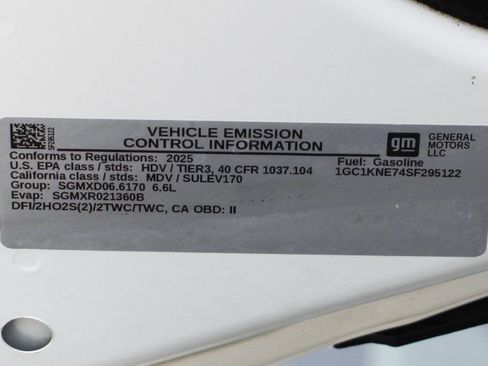 SF295122
VEHICLE EMISSION
CONTROL INFORMATION
gm
GENERAL
MOTORS
LLC
Conforms to Regulations: 2025
Fuel: Gasoline
U.S. EPA class / stds: HDV / TIER3, 40 CFR 1037.104
1GC1KNE74SF295122
California class / stds: MDV / SULEV170
Group: SGMXD06.6170 6.6L
Evap: SGMXR021360B
DFI/2HO2S(2)/2TWC/TWC, CA OBD: II